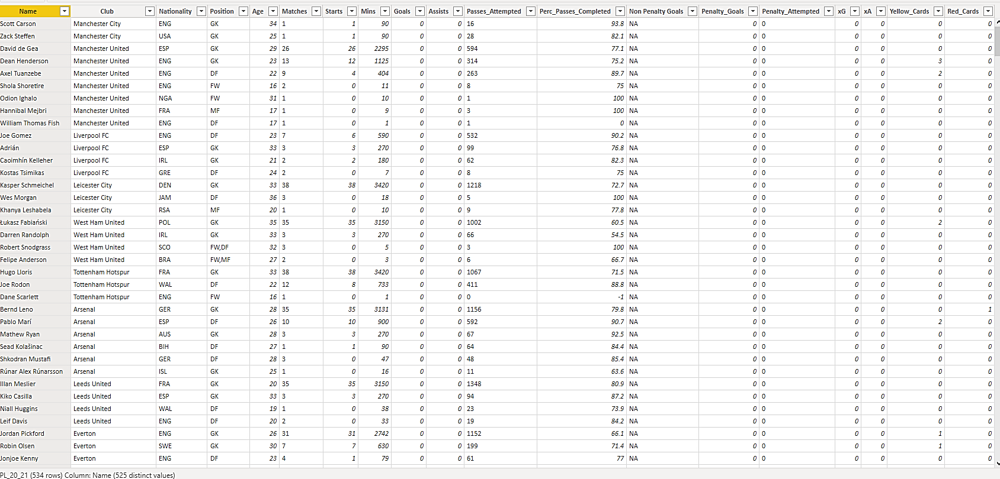 Name Club Nationality Position Age Matches Starts Mins Goals Assists Passes_Attempted Perc_Passes_Completed Non Penalty Goals Penalty_Goals Penalty_Attempted xG xA Yellow_Cards Red_Cards
Scott Carson Manchester City ENG GK 34 1 1 90 0 0 16 93.8 NA 0 0 0 0 0 0
Zack Steffen Manchester City USA GK 25 1 1 90 0 0 28 82.1 NA 0 0 0 0 0 0
David de Gea Manchester United ESP GK 29 26 26 2295 0 0 594 77.1 NA 0 0 0 0 0 0
Dean Henderson Manchester United ENG GK 23 13 12 1125 0 0 314 75.2 NA 0 0 0 0 3 0
Axel Tuanzebe Manchester United ENG DF 22 9 4 404 0 0 263 89.7 NA 0 0 0 0 2 0
Shola Shoretire Manchester United ENG FW 16 2 0 11 0 0 8 75 NA 0 0 0 0 0 0
Odion Ighalo Manchester United NGA FW 31 1 0 10 0 0 1 100 NA 0 0 0 0 0 0
Hannibal Mejbri Manchester United FRA MF 17 1 0 9 0 0 3 100 NA 0 0 0 0 0 0
William Thomas Fish Manchester United ENG DF 17 1 0 1 0 0 1 0 NA 0 0 0 0 0 0
Joe Gomez Liverpool FC ENG DF 23 7 6 590 0 0 532 90.2 NA 0 0 0 0 0 0
Adrián Liverpool FC ESP GK 33 3 3 270 0 0 99 76.8 NA 0 0 0 0 0 0
Caoimhín Kelleher Liverpool FC IRL GK 21 2 2 180 0 0 62 82.3 NA 0 0 0 0 0 0
Kostas Tsimikas Liverpool FC GRE DF 24 2 0 7 0 0 8 75 NA 0 0 0 0 0 0
Kasper Schmeichel Leicester City DEN GK 33 38 38 3420 0 0 1218 72.7 NA 0 0 0 0 0 0
Wes Morgan Leicester City JAM DF 36 3 0 18 0 0 5 100 NA 0 0 0 0 0 0
Khanya Leshabela Leicester City RSA MF 20 1 0 10 0 0 9 77.8 NA 0 0 0 0 0 0
Łukasz Fabiański West Ham United POL GK 35 35 35 3150 0 0 1002 60.5 NA 0 0 0 0 2 0
Darren Randolph West Ham United IRL GK 33 3 3 270 0 0 66 54.5 NA 0 0 0 0 0 0
Robert Snodgrass West Ham United SCO FW,DF 32 3 0 5 0 0 3 100 NA 0 0 0 0 0 0
Felipe Anderson West Ham United BRA FW,MF 27 2 0 3 0 0 6 66.7 NA 0 0 0 0 0 0
Hugo Lloris Tottenham Hotspur FRA GK 33 38 38 3420 0 0 1067 71.5 NA 0 0 0 0 0 0
Joe Rodon Tottenham Hotspur WAL DF 22 12 8 733 0 0 411 88.8 NA 0 0 0 0 0 0
Dane Scarlett Tottenham Hotspur ENG FW 16 1 0 1 0 0 0 -1 NA 0 0 0 0 0 0
Bernd Leno Arsenal GER GK 28 35 35 3131 0 0 1156 79.8 NA 0 0 0 0 0 1
Pablo Marí Arsenal ESP DF 26 10 10 900 0 0 592 90.7 NA 0 0 0 0 2 0
Mathew Ryan Arsenal AUS GK 28 3 3 270 0 0 67 92.5 NA 0 0 0 0 0 0
Sead Kolašinac Arsenal BIH DF 27 1 1 90 0 0 64 84.4 NA 0 0 0 0 0 0
Shkodran Mustafi Arsenal GER DF 28 3 0 47 0 0 48 85.4 NA 0 0 0 0 0 0
Rúnar Alex Rúnarsson Arsenal ISL GK 25 1 0 16 0 0 11 63.6 NA 0 0 0 0 0 0
Illan Meslier Leeds United FRA GK 20 35 35 3150 0 0 1348 80.9 NA 0 0 0 0 0 0
Kiko Casilla Leeds United ESP GK 33 3 3 270 0 0 94 87.2 NA 0 0 0 0 0 0
Niall Huggins Leeds United WAL DF 19 1 0 38 0 0 23 73.9 NA 0 0 0 0 0 0
Leif Davis Leeds United ENG DF 20 2 0 33 0 0 19 84.2 NA 0 0 0 0 0 0
Jordan Pickford Everton ENG GK 26 31 31 2742 0 0 1152 66.1 NA 0 0 0 0 1 0
Robin Olsen Everton SWE GK 30 7 7 630 0 0 199 71.4 NA 0 0 0 0 1 0
Jonjoe Kenny Everton ENG DF 23 4 1 79 0 0 61 77 NA 0 0 0 0 0 0
PL_20_21 (534 rows) Column: Name (525 distinct values)